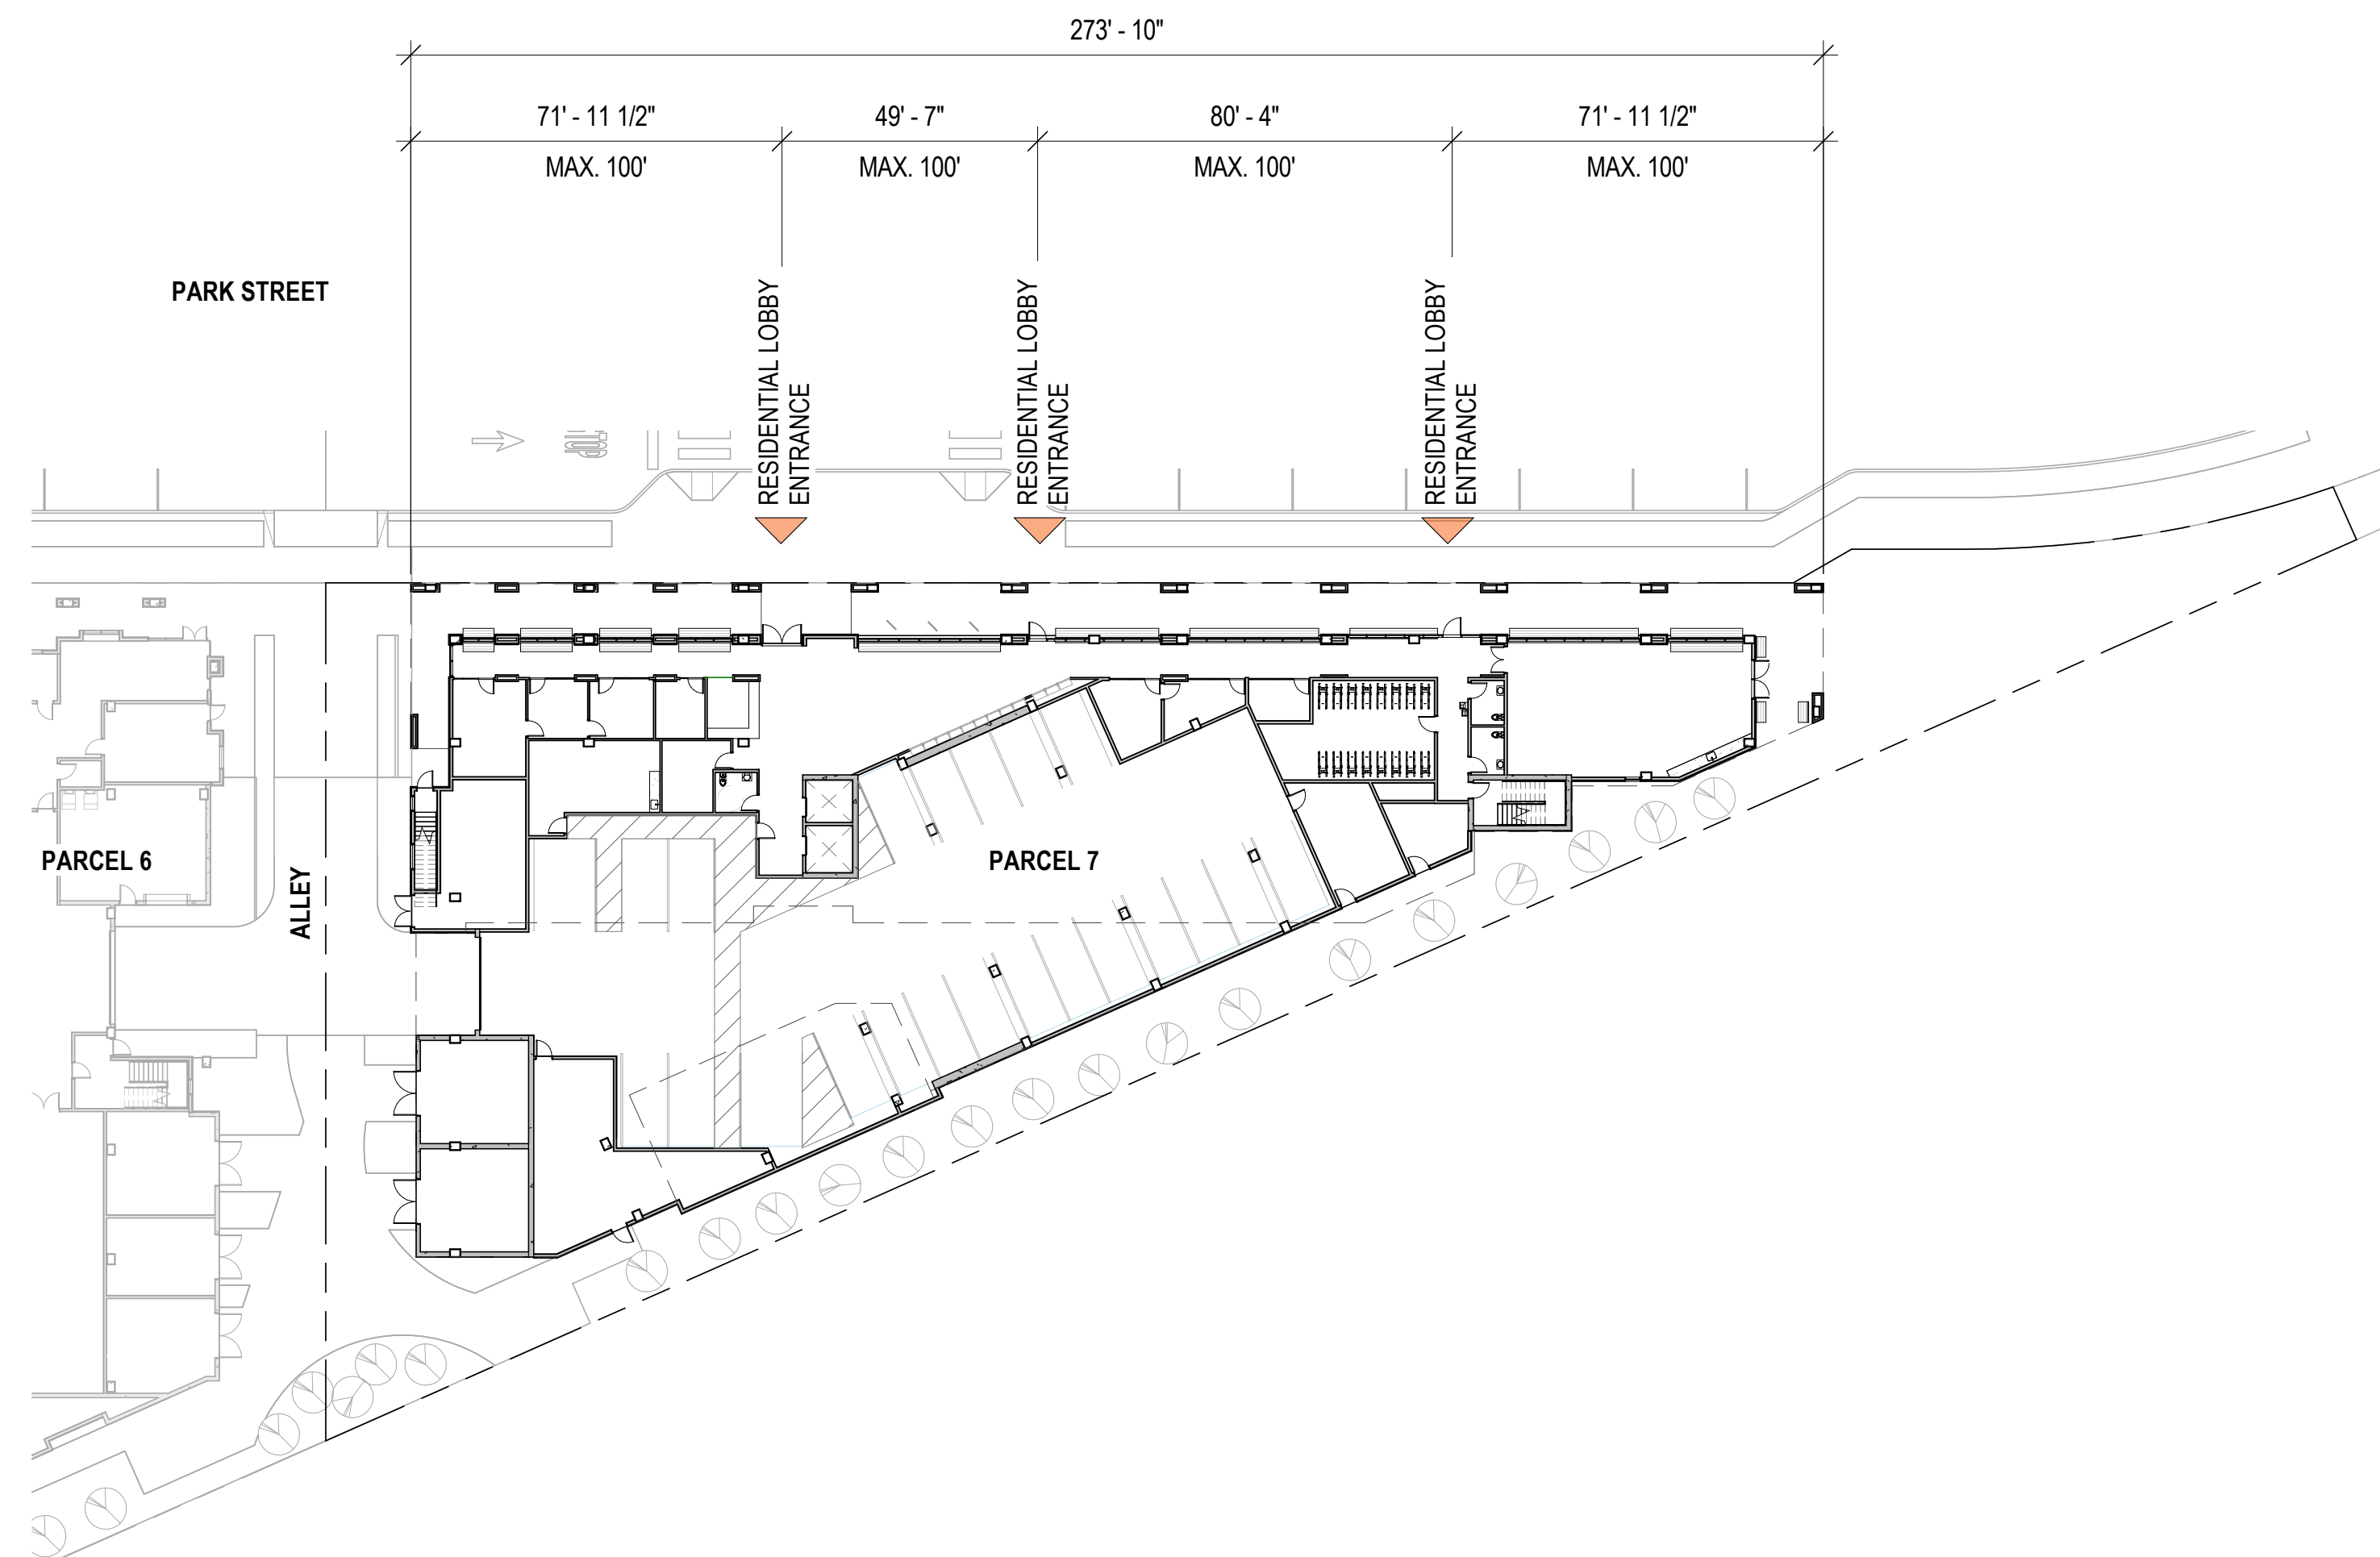 273' - 10"
71' - 11 1/2"
49' - 7"
80' - 4"
71' - 11 1/2"
MAX. 100'
MAX. 100'
MAX. 100'
MAX. 100'
PARK STREET
RESIDENTIAL LOBBY
ENTRANCE
RESIDENTIAL LOBBY
ENTRANCE
RESIDENTIAL LOBBY
ENTRANCE
PARCEL 6
ALLEY
PARCEL 7